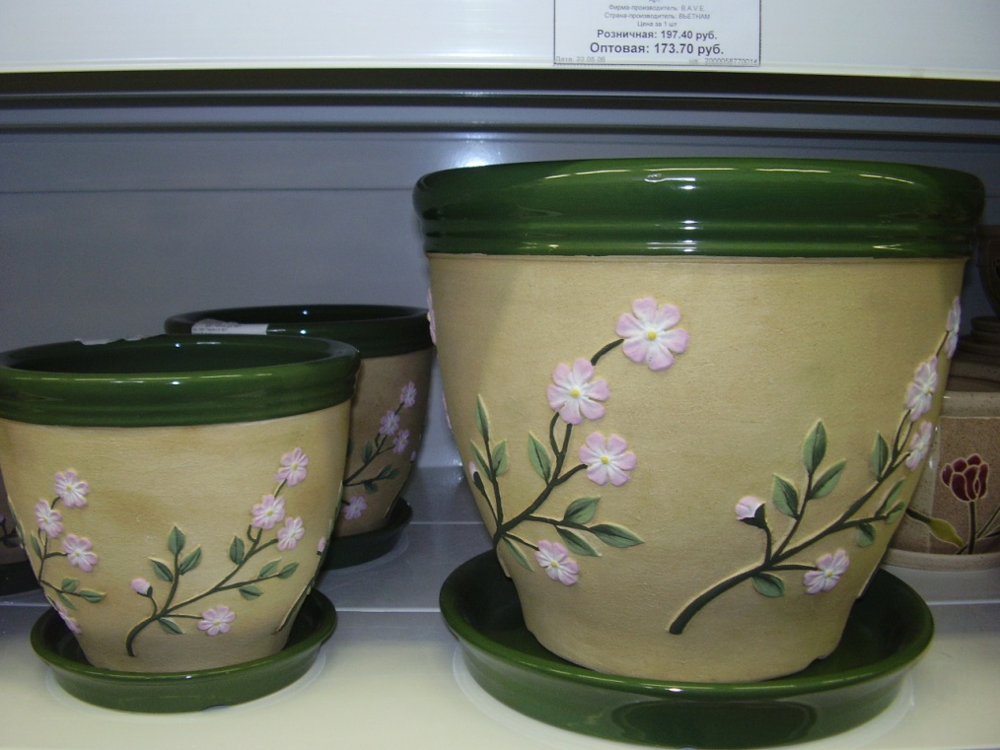 Фирма-производитель: B.A.V.E.
Страна-производитель: ВЬЕТНАМ
Цена за 1 шт
Розничная: 197.40 руб.
Оптовая: 173.70 руб.